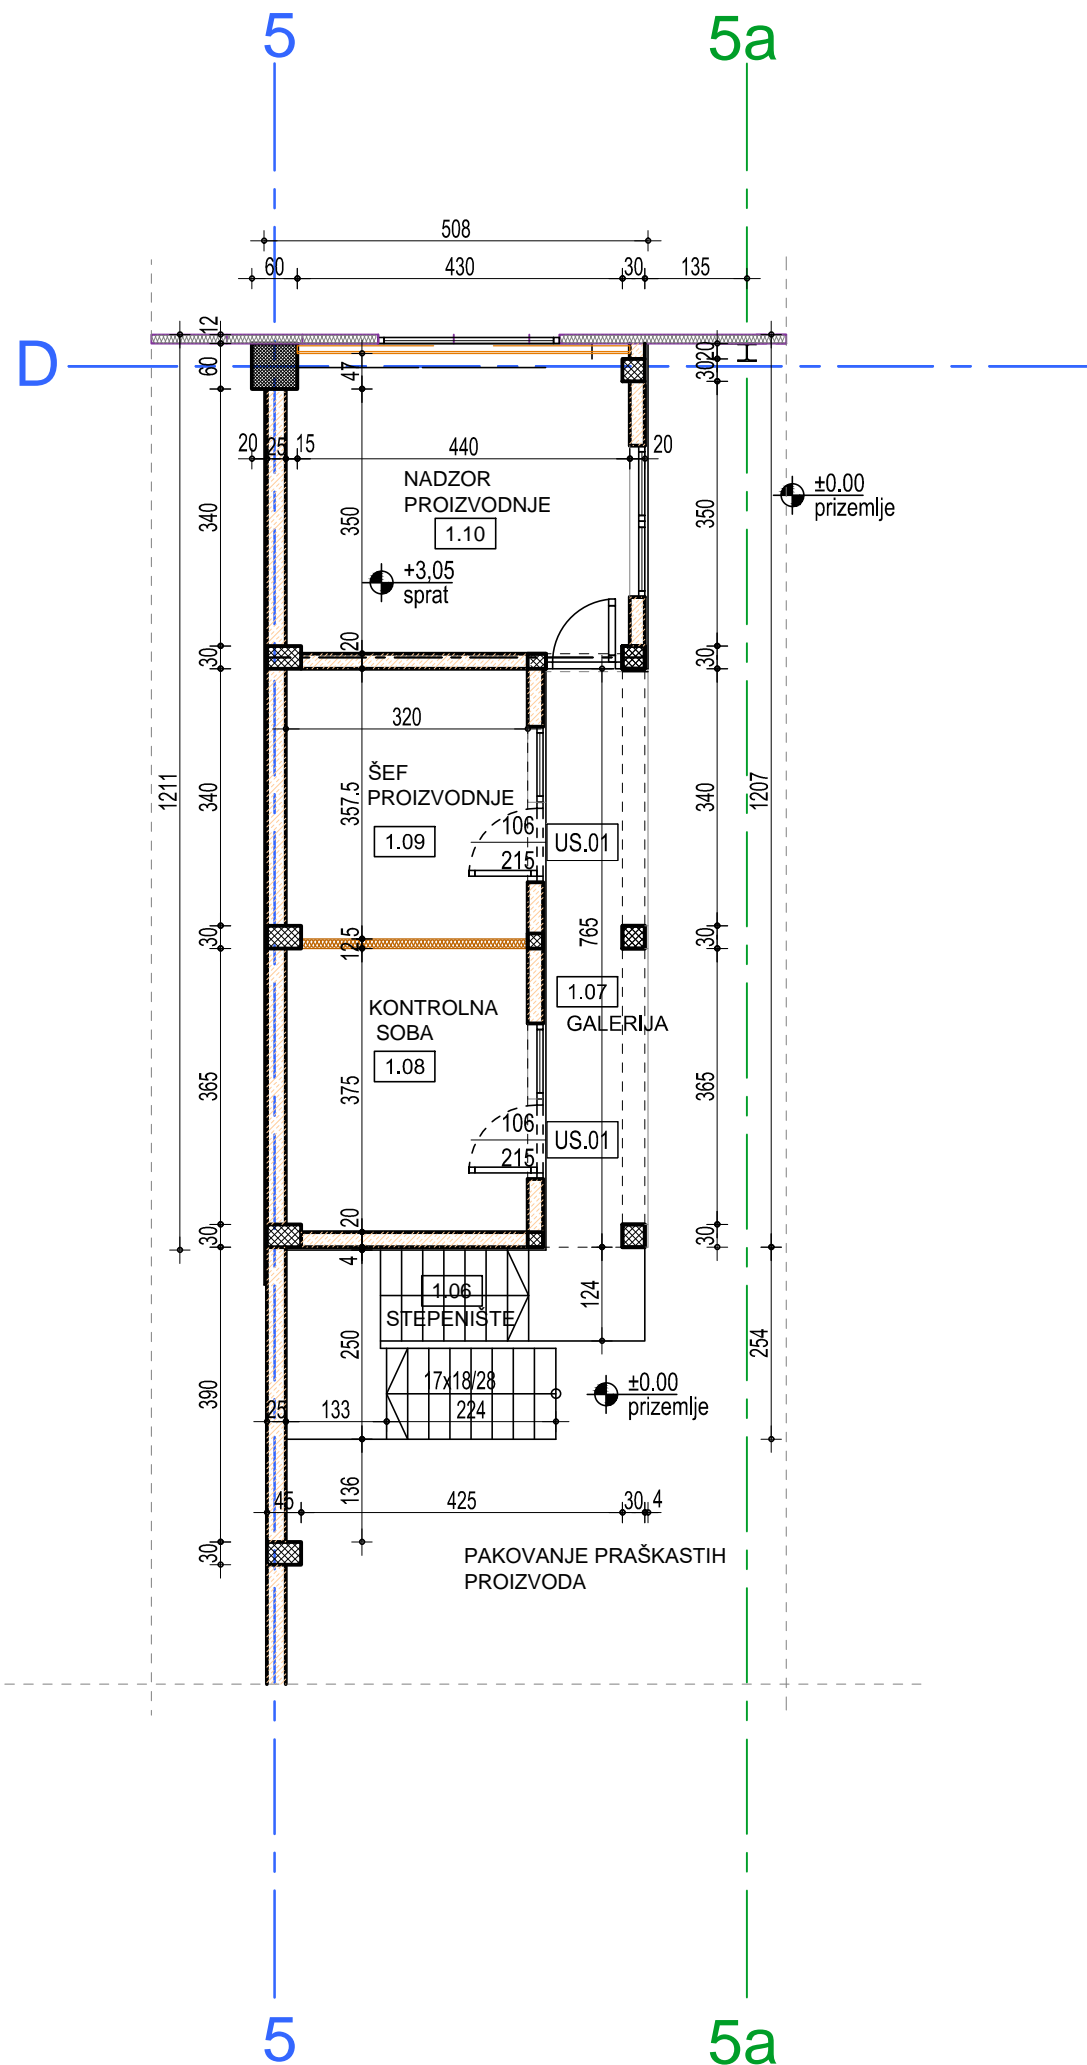 5 5a
508
60 430 30 135
12
D
60
47
20
30
20 25 15 440 20
NADZOR
PROIZVODNJE
1.10
±0.00
prizemlje
340
350
350
+3,05
sprat
30
20
30
320
ŠEF
PROIZVODNJE
1.09
1211
340
357.5
340
1207
106
215
US.01
765
30
12.5
30
1.07
GALERIJA
KONTROLNA
SOBA
1.08
365
375
365
106
215
US.01
30
20
4
30
1.06
STEPENIŠTE
124
250
254
390
17x18/28
±0.00
prizemlje
25 133 224
136
45 425 30 4
30
PAKOVANJE PRAŠKASTIH
PROIZVODA
5 5a